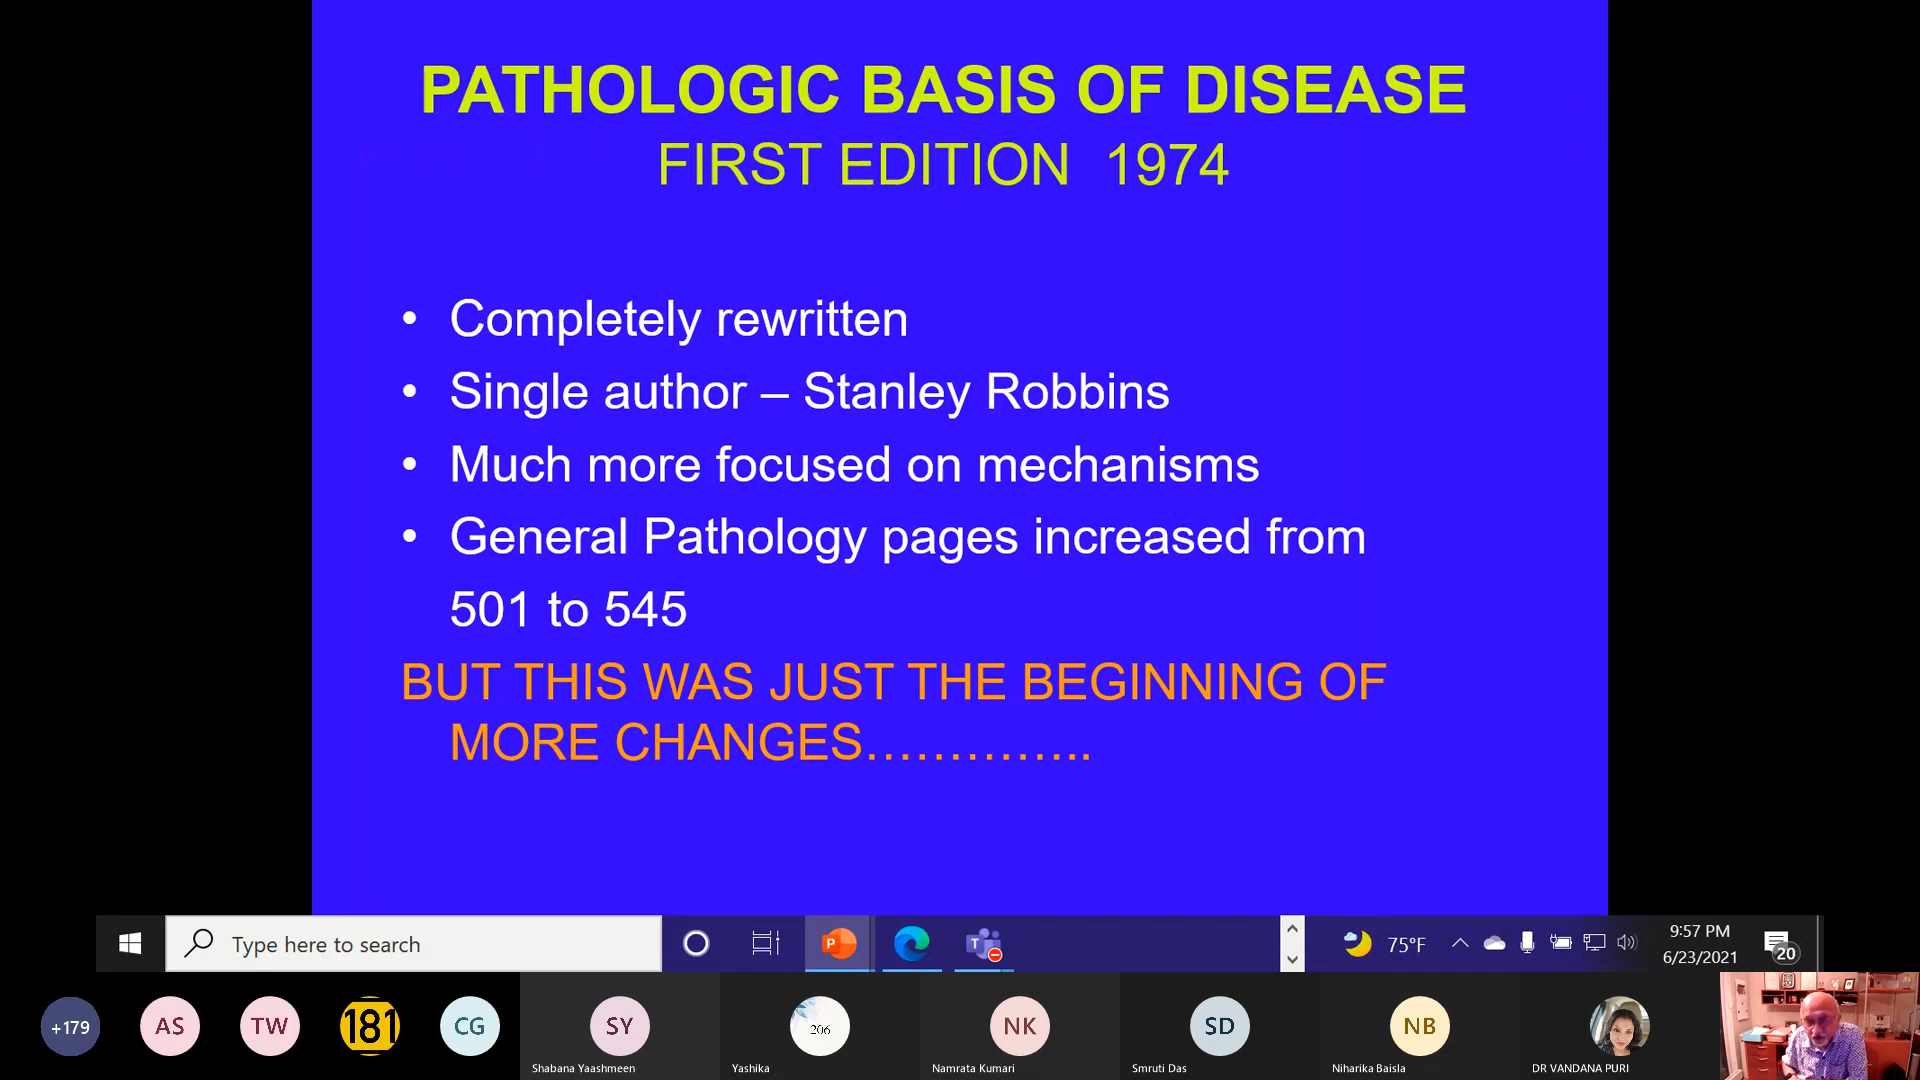 PATHOLOGIC BASIS OF DISEASE
FIRST EDITION 1974
• Completely rewritten
• Single author – Stanley Robbins
• Much more focused on mechanisms
• General Pathology pages increased from
501 to 545
BUT THIS WAS JUST THE BEGINNING OF
MORE CHANGES…………..
Type here to search
75°F
9:57 PM
6/23/2021
20
+179
AS
TW
181
CG
SY
206
NK
SD
NB
Shabana Yaashmeen
Yashika
Namrata Kumari
Smruti Das
Niharika Baisla
DR VANDANA PURI